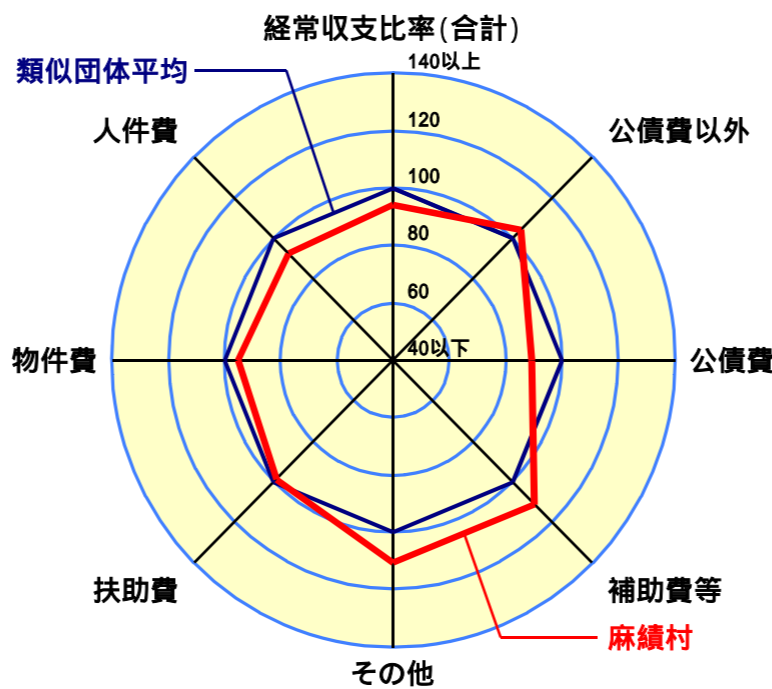 経常収支比率(合計)
140以上
類似団体平均
120
人件費
公債費以外
100
80
60
40以下
物件費
公債費
扶助費
補助費等
麻績村
その他